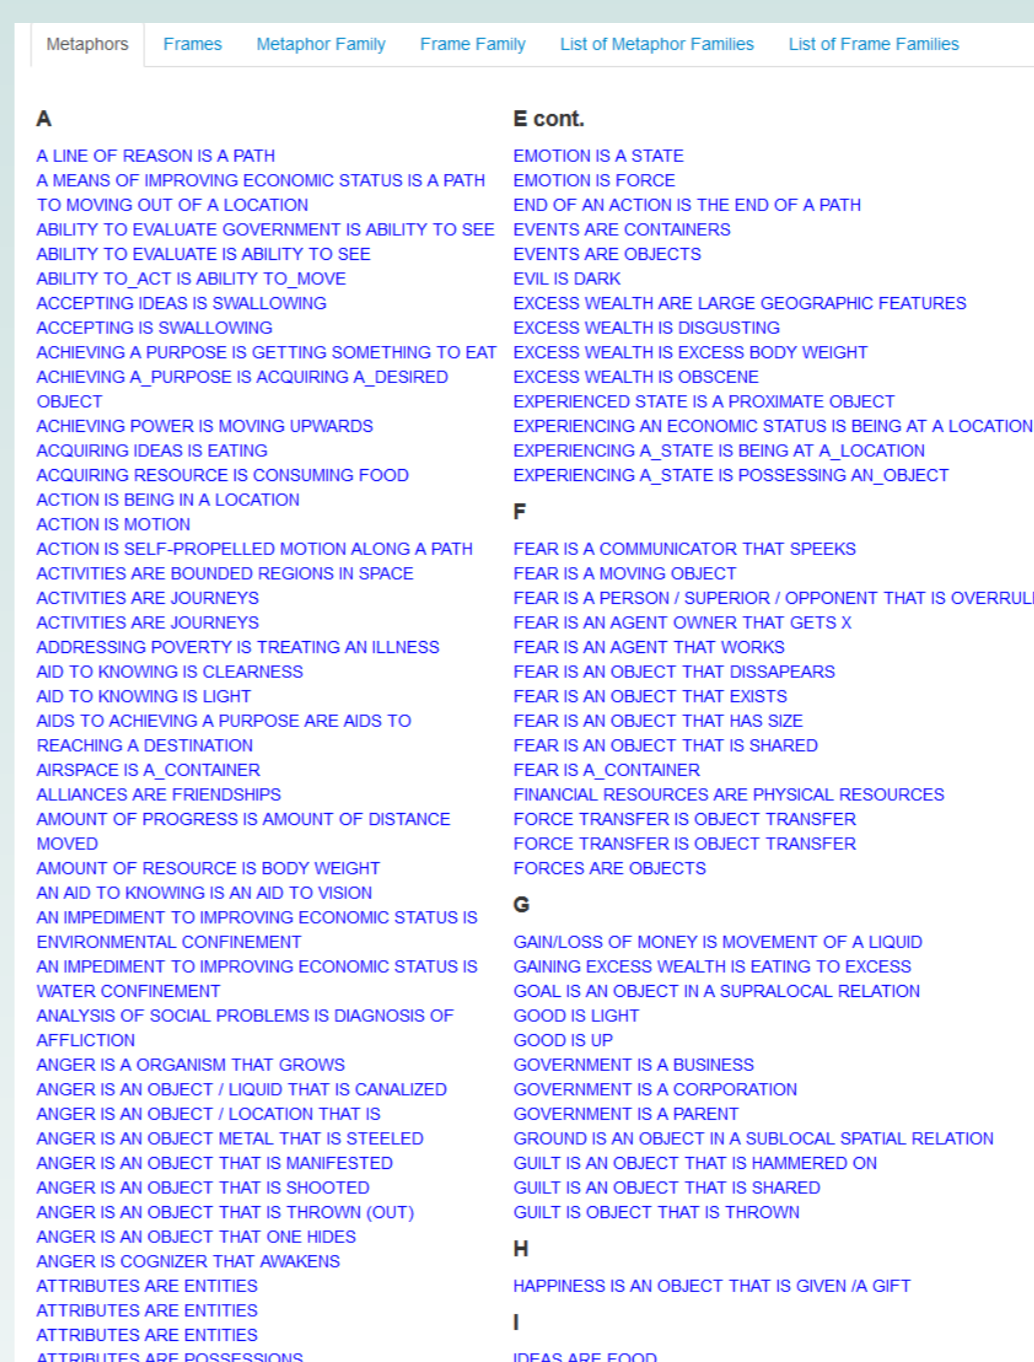 Metaphors Frames Metaphor Family Frame Family List of Metaphor Families List of Frame Families
A
A LINE OF REASON IS A PATH
A MEANS OF IMPROVING ECONOMIC STATUS IS A PATH
TO MOVING OUT OF A LOCATION
ABILITY TO EVALUATE GOVERNMENT IS ABILITY TO SEE
ABILITY TO EVALUATE IS ABILITY TO SEE
ABILITY TO_ACT IS ABILITY TO_MOVE
ACCEPTING IDEAS IS SWALLOWING
ACCEPTING IS SWALLOWING
ACHIEVING A PURPOSE IS GETTING SOMETHING TO EAT
ACHIEVING A_PURPOSE IS ACQUIRING A_DESIRED
OBJECT
ACHIEVING POWER IS MOVING UPWARDS
ACQUIRING IDEAS IS EATING
ACQUIRING RESOURCE IS CONSUMING FOOD
ACTION IS BEING IN A LOCATION
ACTION IS MOTION
ACTION IS SELF-PROPELLED MOTION ALONG A PATH
ACTIVITIES ARE BOUNDED REGIONS IN SPACE
ACTIVITIES ARE JOURNEYS
ACTIVITIES ARE JOURNEYS
ADDRESSING POVERTY IS TREATING AN ILLNESS
AID TO KNOWING IS CLEARNESS
AID TO KNOWING IS LIGHT
AIDS TO ACHIEVING A PURPOSE ARE AIDS TO
REACHING A DESTINATION
AIRSPACE IS A_CONTAINER
ALLIANCES ARE FRIENDSHIPS
AMOUNT OF PROGRESS IS AMOUNT OF DISTANCE
MOVED
AMOUNT OF RESOURCE IS BODY WEIGHT
AN AID TO KNOWING IS AN AID TO VISION
AN IMPEDIMENT TO IMPROVING ECONOMIC STATUS IS
ENVIRONMENTAL CONFINEMENT
AN IMPEDIMENT TO IMPROVING ECONOMIC STATUS IS
WATER CONFINEMENT
ANALYSIS OF SOCIAL PROBLEMS IS DIAGNOSIS OF
AFFLICTION
ANGER IS A ORGANISM THAT GROWS
ANGER IS AN OBJECT / LIQUID THAT IS CANALIZED
ANGER IS AN OBJECT / LOCATION THAT IS
ANGER IS AN OBJECT METAL THAT IS STEELED
ANGER IS AN OBJECT THAT IS MANIFESTED
ANGER IS AN OBJECT THAT IS SHOOTED
ANGER IS AN OBJECT THAT IS THROWN (OUT)
ANGER IS AN OBJECT THAT ONE HIDES
ANGER IS COGNIZER THAT AWAKENS
ATTRIBUTES ARE ENTITIES
ATTRIBUTES ARE ENTITIES
ATTRIBUTES ARE ENTITIES
ATTRIBUTES ARE POSSESSIONS
E cont.
EMOTION IS A STATE
EMOTION IS FORCE
END OF AN ACTION IS THE END OF A PATH
EVENTS ARE CONTAINERS
EVENTS ARE OBJECTS
EVIL IS DARK
EXCESS WEALTH ARE LARGE GEOGRAPHIC FEATURES
EXCESS WEALTH IS DISGUSTING
EXCESS WEALTH IS EXCESS BODY WEIGHT
EXCESS WEALTH IS OBSCENE
EXPERIENCED STATE IS A PROXIMATE OBJECT
EXPERIENCING AN ECONOMIC STATUS IS BEING AT A LOCATION
EXPERIENCING A_STATE IS BEING AT A_LOCATION
EXPERIENCING A_STATE IS POSSESSING AN_OBJECT
F
FEAR IS A COMMUNICATOR THAT SPEEKS
FEAR IS A MOVING OBJECT
FEAR IS A PERSON / SUPERIOR / OPPONENT THAT IS
FEAR IS AN AGENT OWNER THAT GETS X
FEAR IS AN AGENT THAT WORKS
FEAR IS AN OBJECT THAT DISSAPEARS
FEAR IS AN OBJECT THAT EXISTS
FEAR IS AN OBJECT THAT HAS SIZE
FEAR IS AN OBJECT THAT IS SHARED
FEAR IS A_CONTAINER
FINANCIAL RESOURCES ARE PHYSICAL RESOURCES
FORCE TRANSFER IS OBJECT TRANSFER
FORCE TRANSFER IS OBJECT TRANSFER
FORCES ARE OBJECTS
G
GAIN/LOSS OF MONEY IS MOVEMENT OF A LIQUID
GAINING EXCESS WEALTH IS EATING TO EXCESS
GOAL IS AN OBJECT IN A SUPRALOCAL RELATION
GOOD IS LIGHT
GOOD IS UP
GOVERNMENT IS A BUSINESS
GOVERNMENT IS A CORPORATION
GOVERNMENT IS A PARENT
GROUND IS AN OBJECT IN A SUBLOCAL SPATIAL RELATION
GUILT IS AN OBJECT THAT IS HAMMERED ON
GUILT IS AN OBJECT THAT IS SHARED
GUILT IS OBJECT THAT IS THROWN
H
HAPPINESS IS AN OBJECT THAT IS GIVEN /A GIFT
I
IDEAS ARE FOOD